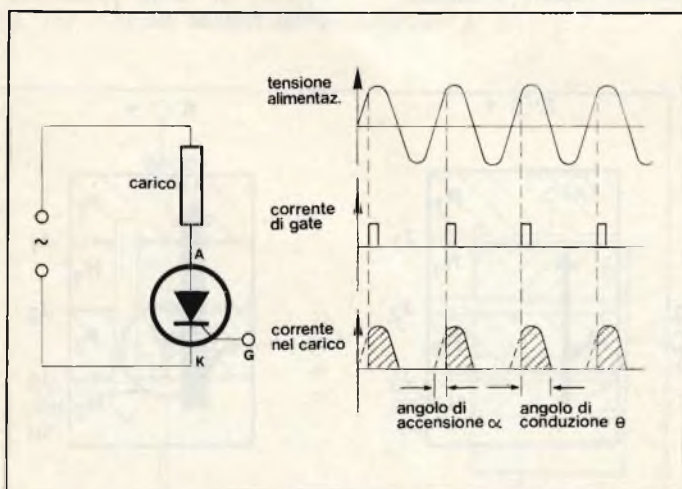 tensione
alimentaz.
carico
~
A
K
G
corrente
di gate
corrente
nel carico
angolo di
accensione α
angolo di
conduzione θ